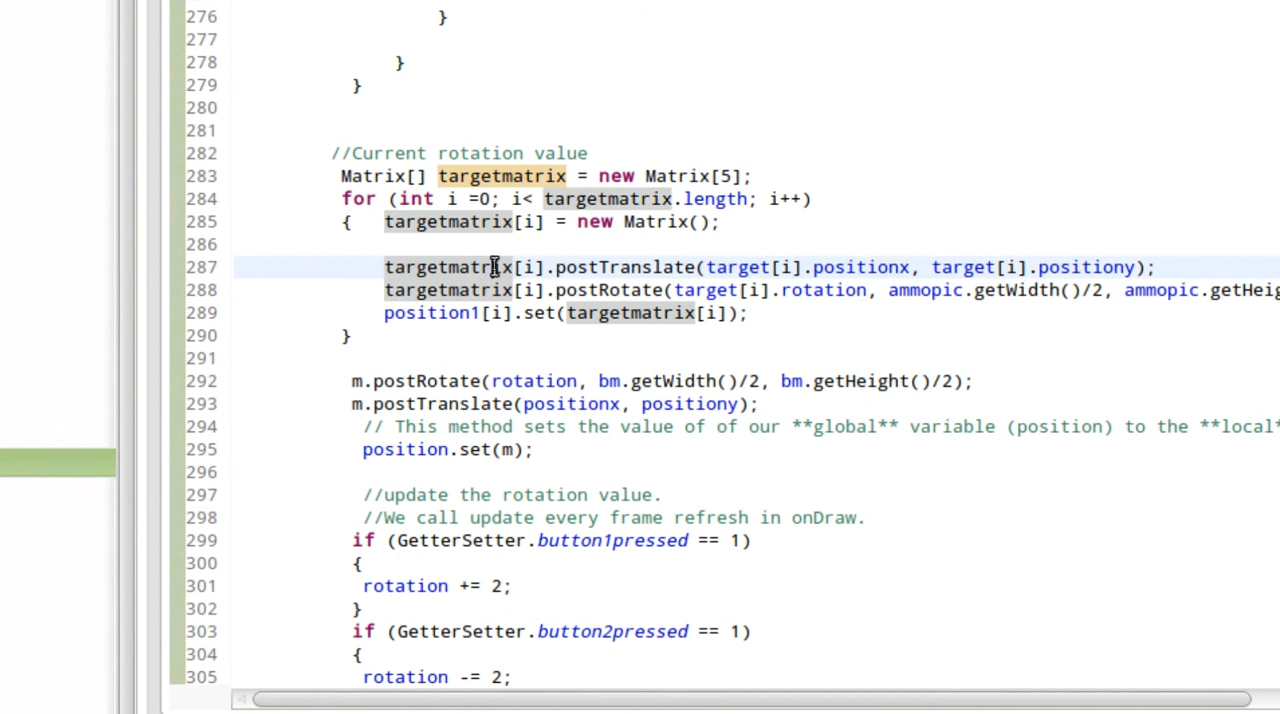 276 }
277
278 }
279 }
280
281
282 //Current rotation value
283 Matrix[] targetmatrix = new Matrix[5];
284 for (int i =0; i< targetmatrix.length; i++)
285 { targetmatrix[i] = new Matrix();
286
287 targetmatrix[i].postTranslate(target[i].positionx, target[i].positiony);
288 targetmatrix[i].postRotate(target[i].rotation, ammopic.getWidth()/2, ammopic.getHeig
289 position1[i].set(targetmatrix[i]);
290 }
291
292 m.postRotate(rotation, bm.getWidth()/2, bm.getHeight()/2);
293 m.postTranslate(positionx, positiony);
294 // This method sets the value of of our **global** variable (position) to the **local*
295 position.set(m);
296
297 //update the rotation value.
298 //We call update every frame refresh in onDraw.
299 if (GetterSetter.button1pressed == 1)
300 {
301 rotation += 2;
302 }
303 if (GetterSetter.button2pressed == 1)
304 {
305 rotation -= 2;